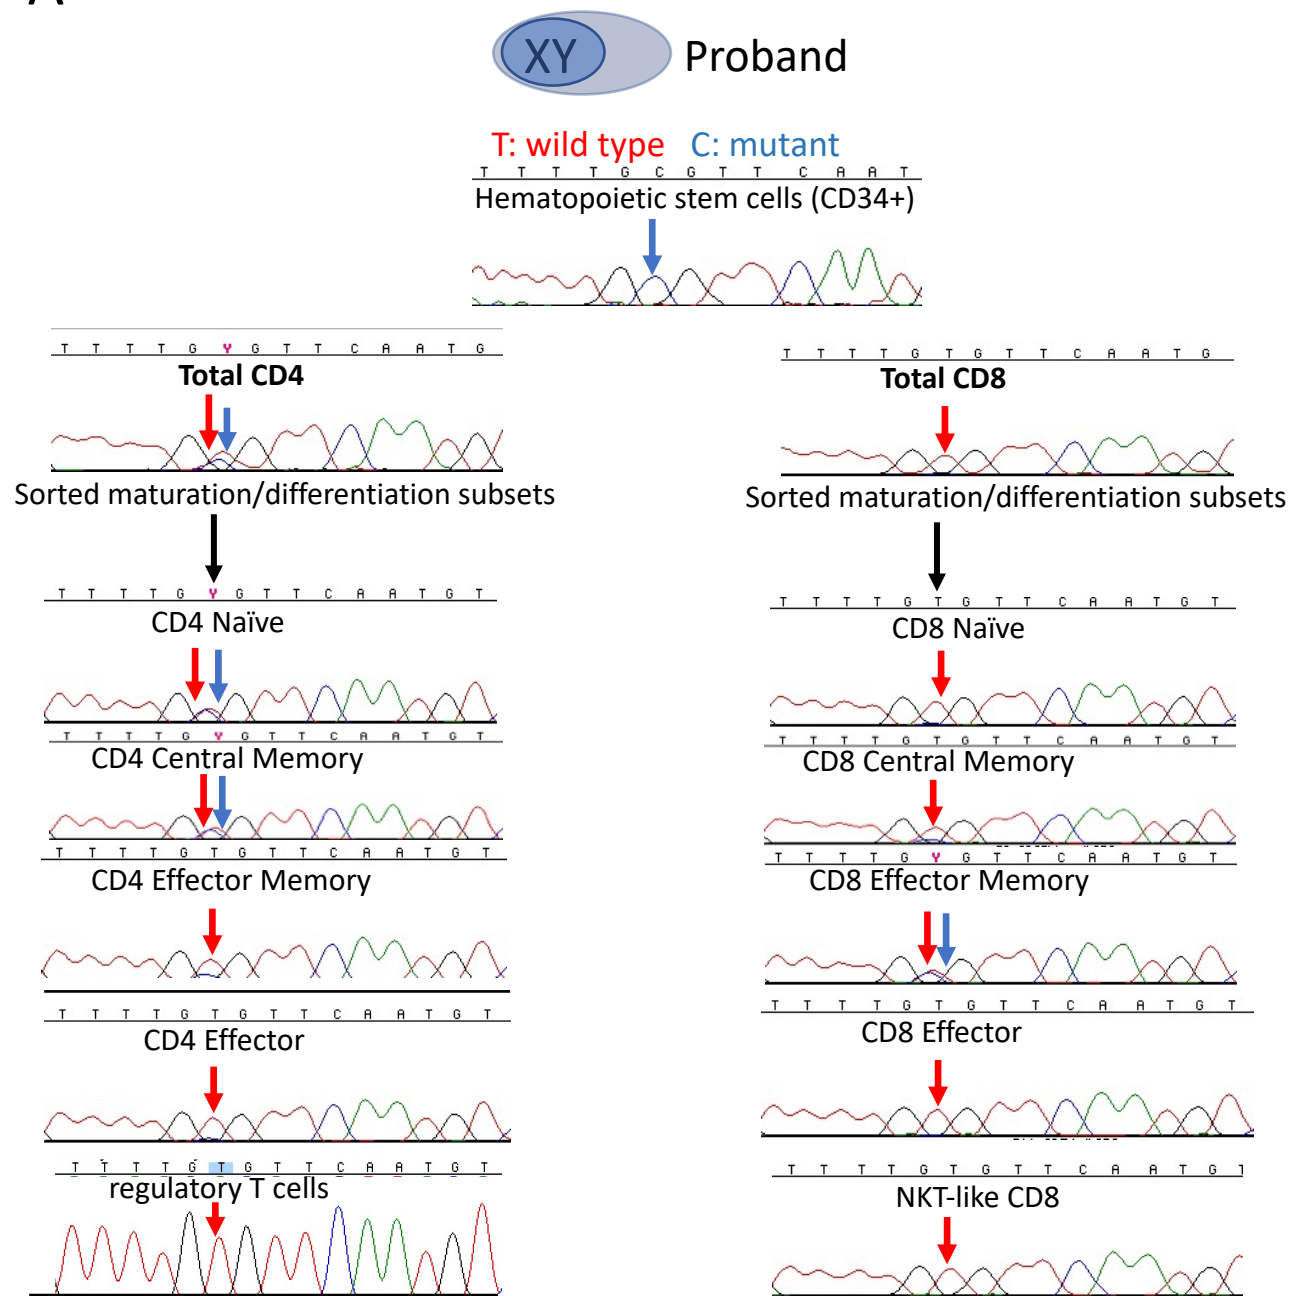 XY Proband
T: wild type C: mutant
T T T T G C G T T C A A T
Hematopoietic stem cells (CD34+)
T T T T G Y G T T C A A T G
Total CD4
Sorted maturation/differentiation subsets
T T T T G Y G T T C A A T G T
CD4 Naïve
T T T T G Y G T T C A A T G T
CD4 Central Memory
T T T T G T G T T C A A T G T
CD4 Effector Memory
T T T T G T G T T C A A T G T
CD4 Effector
T T T T G T G T T C A A T G T
regulatory T cells
T T T T G T G T T C A A T G
Total CD8
Sorted maturation/differentiation subsets
T T T T G T G T T C A A T G T
CD8 Naïve
T T T T G T G T T C A A T G T
CD8 Central Memory
T T T T G Y G T T C A A T G T
CD8 Effector Memory
T T T T G T G T T C A A T G T
CD8 Effector
T T T T G T G T T C A A T G T
NKT-like CD8